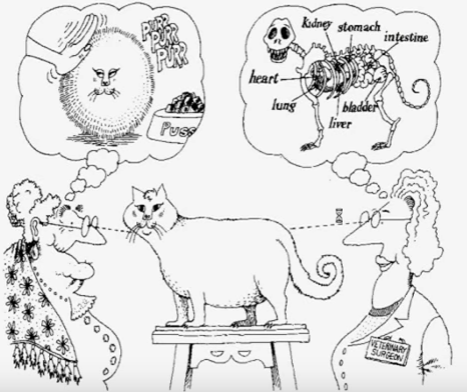 PURR
PURR
PURR
PUSS
kidney
stomach
intestine
heart
lung
bladder
liver
VETERINARY
SURGEON